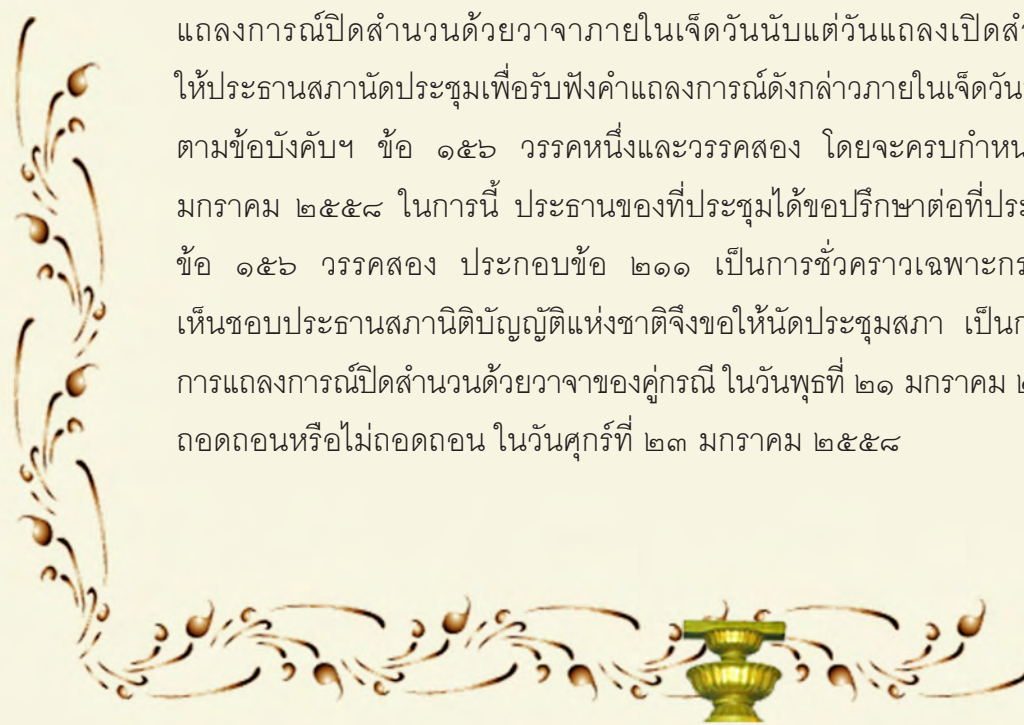 แถลงการณ์ปิดสำนวนด้วยวาจาภายในเจ็ดวันนับแต่วันแถลงเปิดสำ
ให้ประธานสภานัดประชุมเพื่อรับฟังคำแถลงการณ์ดังกล่าวภายในเจ็ดวัน
ตามข้อบังคับฯ ข้อ ๑๕๖ วรรคหนึ่งและวรรคสอง โดยจะครบกำหน
มกราคม ๒๕๕๘ ในการนี้ ประธานของที่ประชุมได้ขอปรึกษาต่อที่ประ
ข้อ ๑๕๖ วรรคสอง ประกอบข้อ ๒๑๑ เป็นการชั่วคราวเฉพาะกร
เห็นชอบประธานสภานิติบัญญัติแห่งชาติจึงขอให้นัดประชุมสภา เป็นก
การแถลงการณ์ปิดสำนวนด้วยวาจาของคู่กรณี ในวันพุธที่ ๒๑ มกราคม ๒
ถอดถอนหรือไม่ถอดถอน ในวันศุกร์ที่ ๒๓ มกราคม ๒๕๕๘